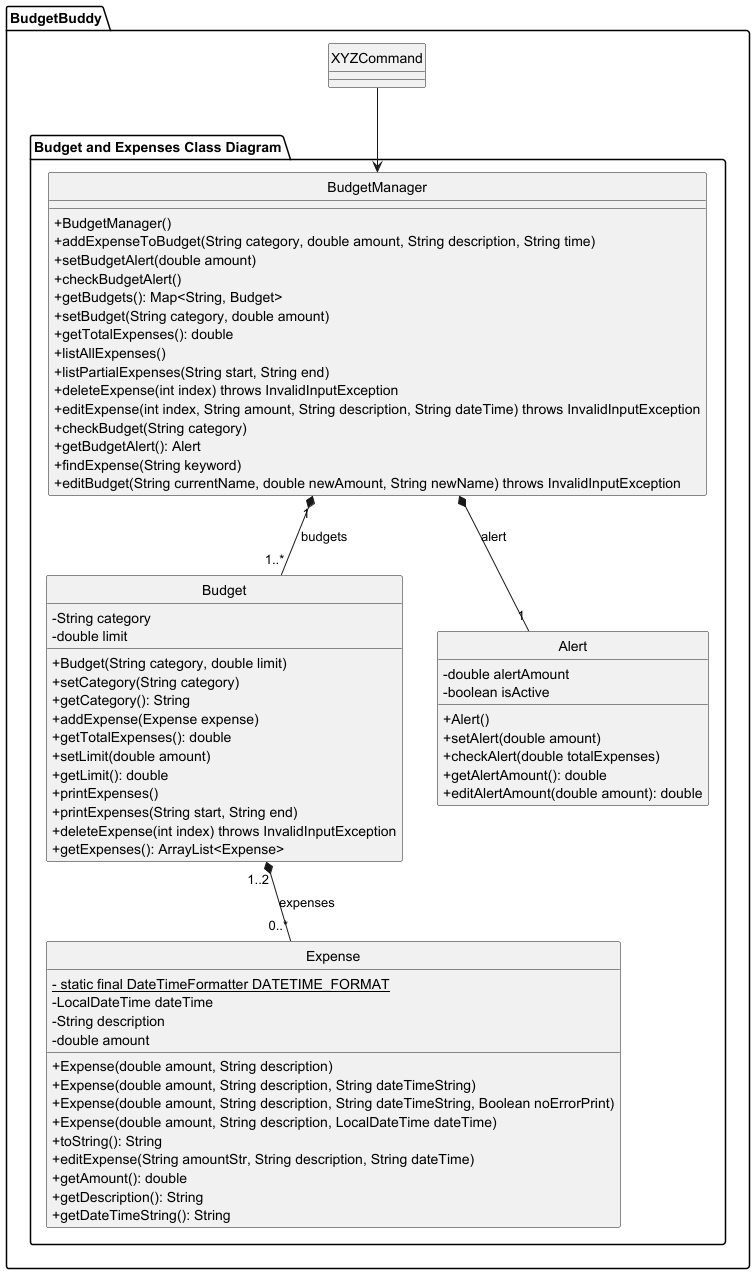 BudgetBuddy
XYZCommand
Budget and Expenses Class Diagram
BudgetManager
+BudgetManager()
+addExpenseToBudget(String category, double amount, String description, String time)
+setBudgetAlert(double amount)
+checkBudgetAlert()
+getBudgets(): Map<String, Budget>
+setBudget(String category, double amount)
+getTotalExpenses(): double
+listAllExpenses()
+listPartialExpenses(String start, String end)
+deleteExpense(int index) throws InvalidInputException
+editExpense(int index, String amount, String description, String dateTime) throws InvalidInputException
+checkBudget(String category)
+getBudgetAlert(): Alert
+findExpense(String keyword)
+editBudget(String currentName, double newAmount, String newName) throws InvalidInputException
1
budgets
1..*
alert
1
Budget
-String category
-double limit
+Budget(String category, double limit)
+setCategory(String category)
+getCategory(): String
+addExpense(Expense expense)
+getTotalExpenses(): double
+setLimit(double amount)
+getLimit(): double
+printExpenses()
+printExpenses(String start, String end)
+deleteExpense(int index) throws InvalidInputException
+getExpenses(): ArrayList<Expense>
Alert
-double alertAmount
-boolean isActive
+Alert()
+setAlert(double amount)
+checkAlert(double totalExpenses)
+getAlertAmount(): double
+editAlertAmount(double amount): double
1..2
expenses
0..*
Expense
- static final DateTimeFormatter DATETIME_FORMAT
-LocalDateTime dateTime
-String description
-double amount
+Expense(double amount, String description)
+Expense(double amount, String description, String dateTimeString)
+Expense(double amount, String description, String dateTimeString, Boolean noErrorPrint)
+Expense(double amount, String description, LocalDateTime dateTime)
+toString(): String
+editExpense(String amountStr, String description, String dateTime)
+getAmount(): double
+getDescription(): String
+getDateTimeString(): String